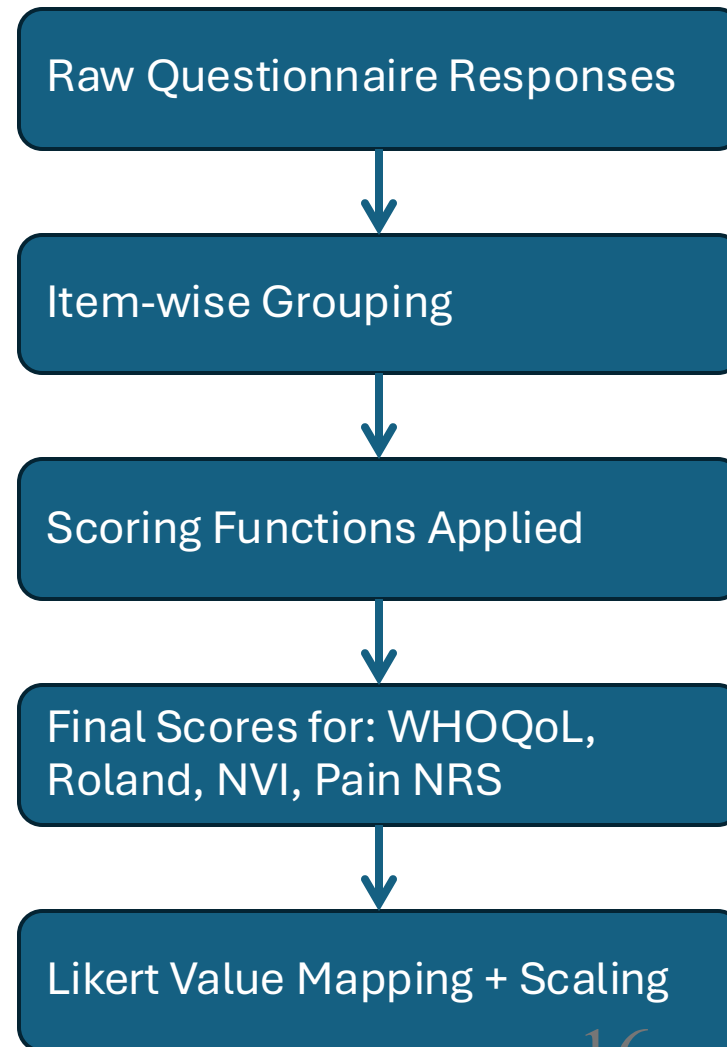 Raw Questionnaire Responses
Item-wise Grouping
Scoring Functions Applied
Final Scores for: WHOQoL,
Roland, NVI, Pain NRS
Likert Value Mapping + Scaling
16